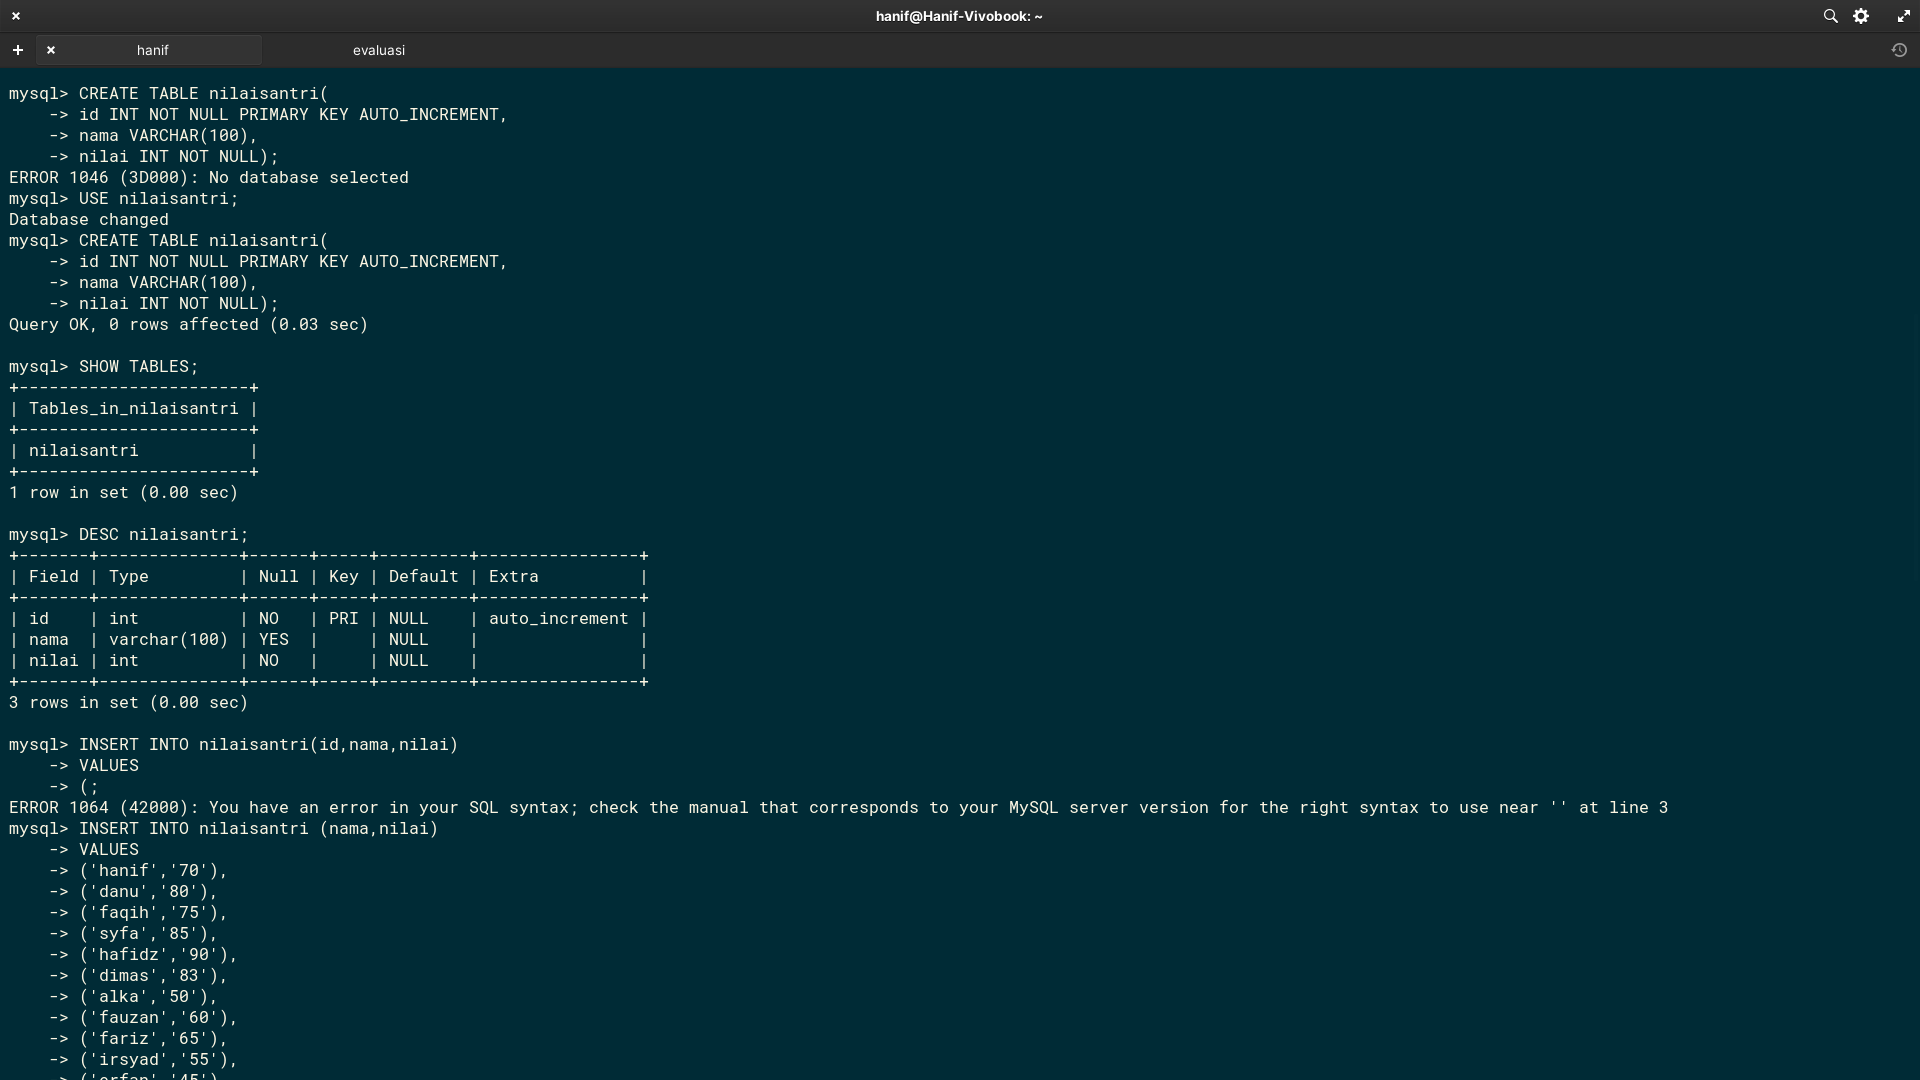 hanif@Hanif-Vivobook: ~
hanif
evaluasi
mysql> CREATE TABLE nilaisantri(
    -> id INT NOT NULL PRIMARY KEY AUTO_INCREMENT,
    -> nama VARCHAR(100),
    -> nilai INT NOT NULL);
ERROR 1046 (3D000): No database selected
mysql> USE nilaisantri;
Database changed
mysql> CREATE TABLE nilaisantri(
    -> id INT NOT NULL PRIMARY KEY AUTO_INCREMENT,
    -> nama VARCHAR(100),
    -> nilai INT NOT NULL);
Query OK, 0 rows affected (0.03 sec)
mysql> SHOW TABLES;
+-----------------------+
| Tables_in_nilaisantri |
+-----------------------+
| nilaisantri           |
+-----------------------+
1 row in set (0.00 sec)
mysql> DESC nilaisantri;
+-------+--------------+------+-----+---------+----------------+
| Field | Type         | Null | Key | Default | Extra          |
+-------+--------------+------+-----+---------+----------------+
| id    | int          | NO   | PRI | NULL    | auto_increment |
| nama  | varchar(100) | YES  |     | NULL    |                |
| nilai | int          | NO   |     | NULL    |                |
+-------+--------------+------+-----+---------+----------------+
3 rows in set (0.00 sec)
mysql> INSERT INTO nilaisantri(id,nama,nilai)
    -> VALUES
    -> (;
ERROR 1064 (42000): You have an error in your SQL syntax; check the manual that corresponds to your MySQL server version for the right syntax to use near '' at line 3
mysql> INSERT INTO nilaisantri (nama,nilai)
    -> VALUES
    -> ('hanif','70'),
    -> ('danu','80'),
    -> ('faqih','75'),
    -> ('syfa','85'),
    -> ('hafidz','90'),
    -> ('dimas','83'),
    -> ('alka','50'),
    -> ('fauzan','60'),
    -> ('fariz','65'),
    -> ('irsyad','55'),